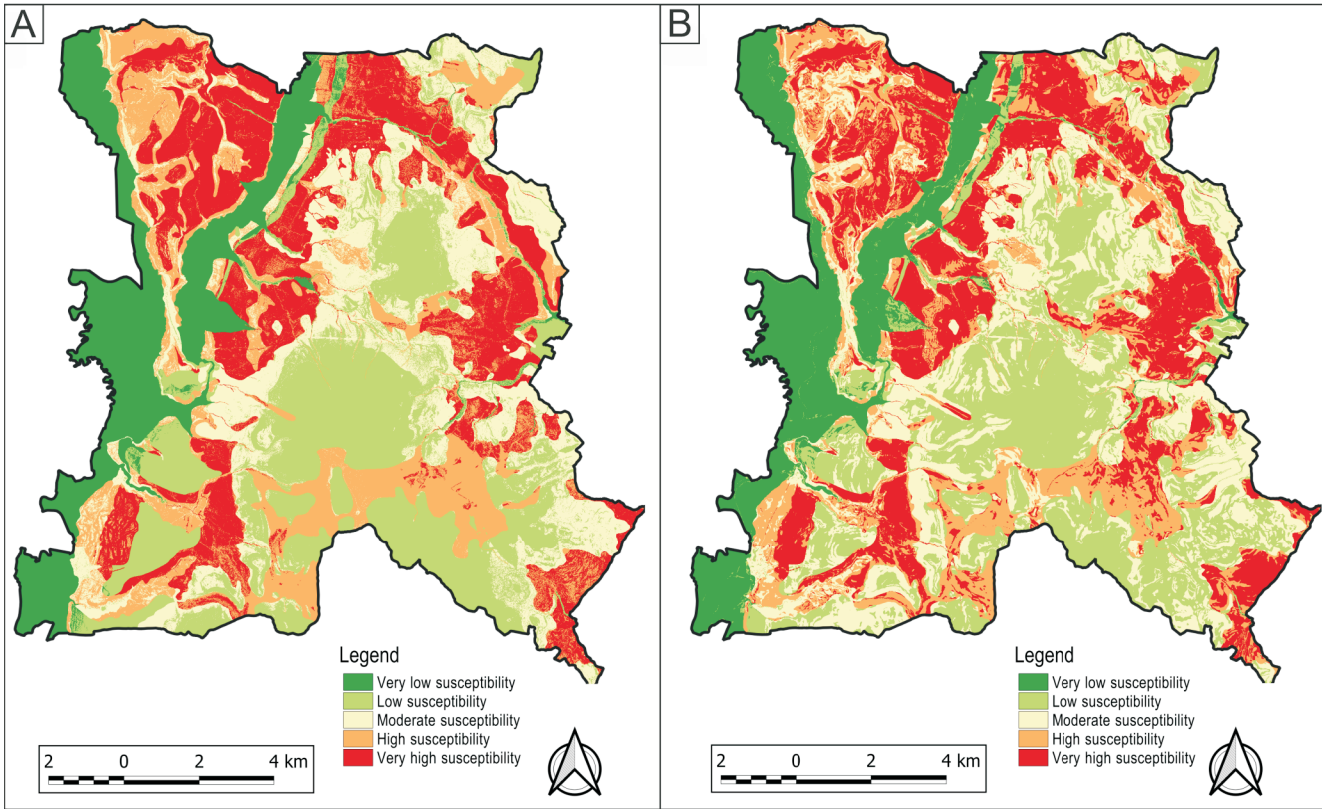 A
B
Legend
Very low susceptibility
Low susceptibility
Moderate susceptibility
High susceptibility
Very high susceptibility
2 0 2 4 km
Legend
Very low susceptibility
Low susceptibility
Moderate susceptibility
High susceptibility
Very high susceptibility
2 0 2 4 km